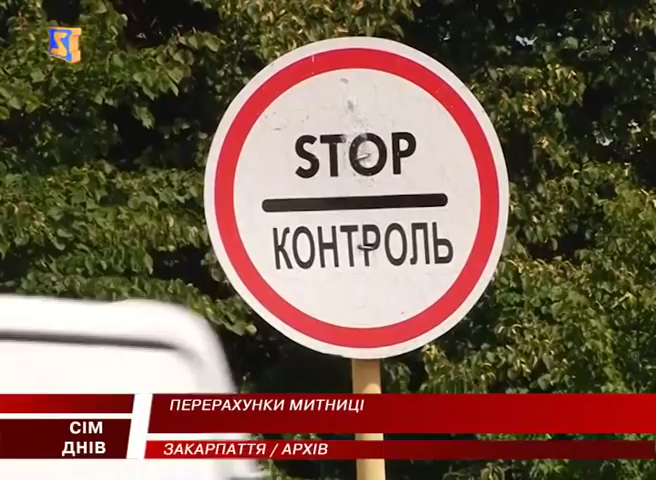 STOP
КОНТРОЛЬ
ПЕРЕРАХУНКИ МИТНИЦІ
СІМ
ДНІВ
ЗАКАРПАТТЯ / АРХІВ